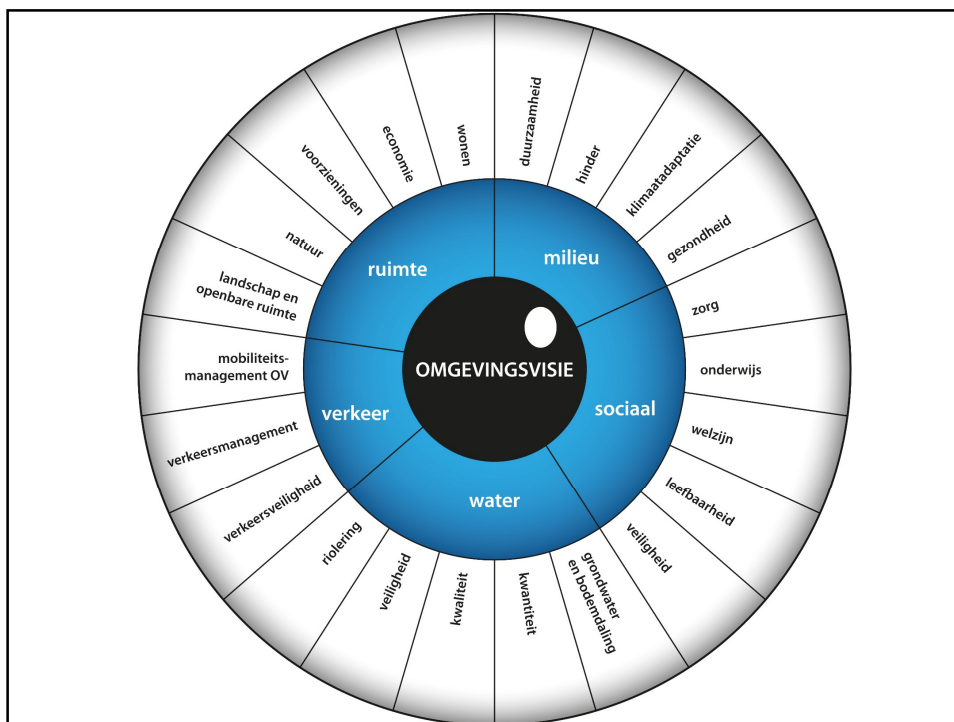 OMGEVINGSVISIE
milieu
sociaal
water
verkeer
ruimte
duurzaamheid
hinder
klimaatadaptatie
gezondheid
zorg
onderwijs
welzijn
leefbaarheid
veiligheid
grondwater
en bodemdaling
kwantiteit
kwaliteit
veiligheid
riolering
verkeersveiligheid
verkeersmanagement
mobiliteits-
management OV
landschap en
openbare ruimte
natuur
voorzieningen
economie
wonen